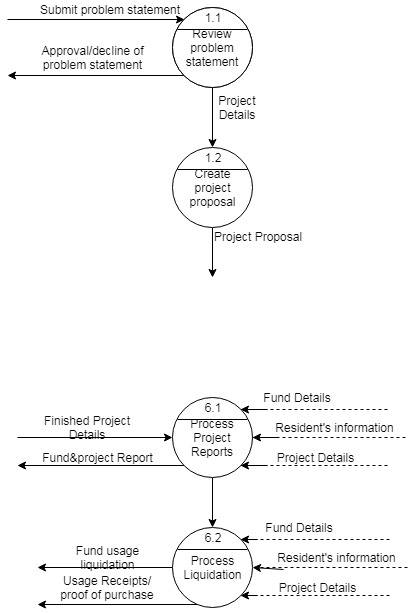 Submit problem statement
1.1
Review
problem
statement
Approval/decline of
problem statement
Project
Details
1.2
Create
project
proposal
Project Proposal
Fund Details
6.1
Process
Project
Reports
Finished Project
Details
Resident's information
Fund&project Report
Project Details
Fund Details
6.2
Process
Liquidation
Fund usage
liquidation
Resident's information
Usage Receipts/
proof of purchase
Project Details